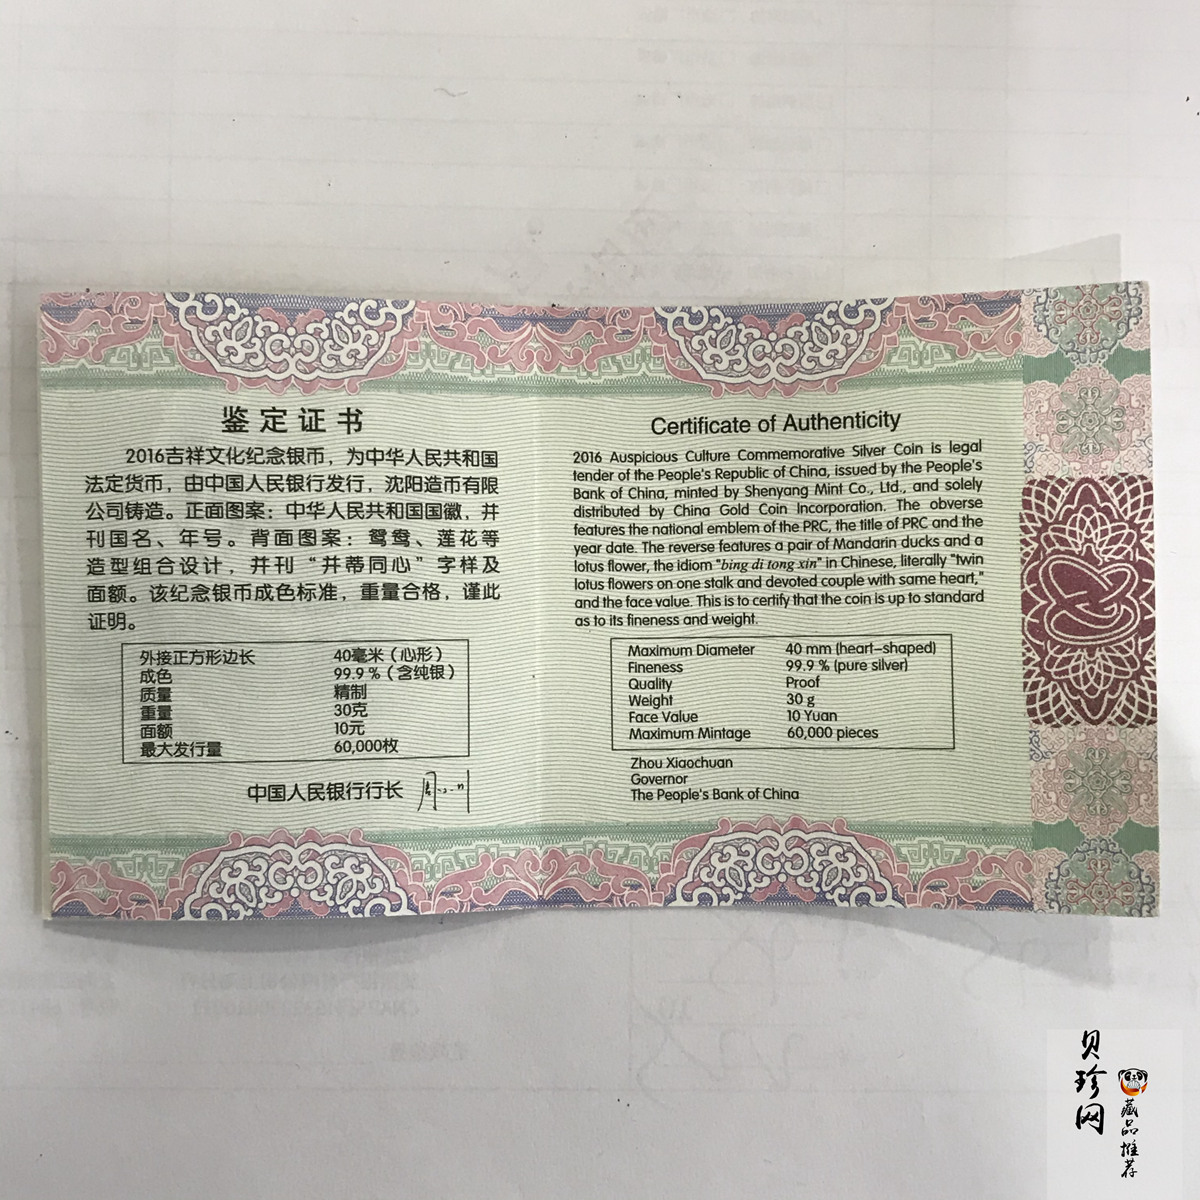 鉴定证书
2016吉祥文化纪念银币，为中华人民共和国
法定货币，由中国人民银行发行，沈阳造币有限
公司铸造。正面图案：中华人民共和国国徽，并
刊国名、年号。背面图案：鸳鸯、莲花等
造型组合设计，并刊“并蒂同心”字样及
面额。该纪念银币成色标准，重量合格，谨此
证明。
外接正方形边长 40毫米（心形）
成色 99.9%（含纯银）
质量 精制
重量 30克
面额 10元
最大发行量 60,000枚
中国人民银行行长
Certificate of Authenticity
2016 Auspicious Culture Commemorative Silver Coin is legal
tender of the People's Republic of China, issued by the People's
Bank of China, minted by Shenyang Mint Co., Ltd., and solely
distributed by China Gold Coin Incorporation. The obverse
features the national emblem of the PRC, the title of PRC and the
year date. The reverse features a pair of Mandarin ducks and a
lotus flower, the idiom "bing di tong xin" in Chinese, literally "twin
lotus flowers on one stalk and devoted couple with same heart,"
and the face value. This is to certify that the coin is up to standard
as to its fineness and weight.
Maximum Diameter 40 mm (heart-shaped)
Fineness 99.9 % (pure silver)
Quality Proof
Weight 30 g
Face Value 10 Yuan
Maximum Mintage 60,000 pieces
Zhou Xiaochuan
Governor
The People's Bank of China
贝珍网
藏品推荐